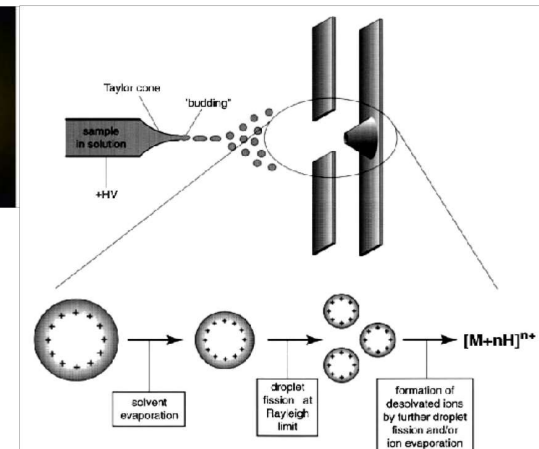 Taylor cone
'budding"
sample
in solution
+HV
[M+nH]n+
solvent
evaporation
droplet
fission at
Rayleigh
limit
formation of
desolvated ions
by further droplet
fission and/or
ion evaporation